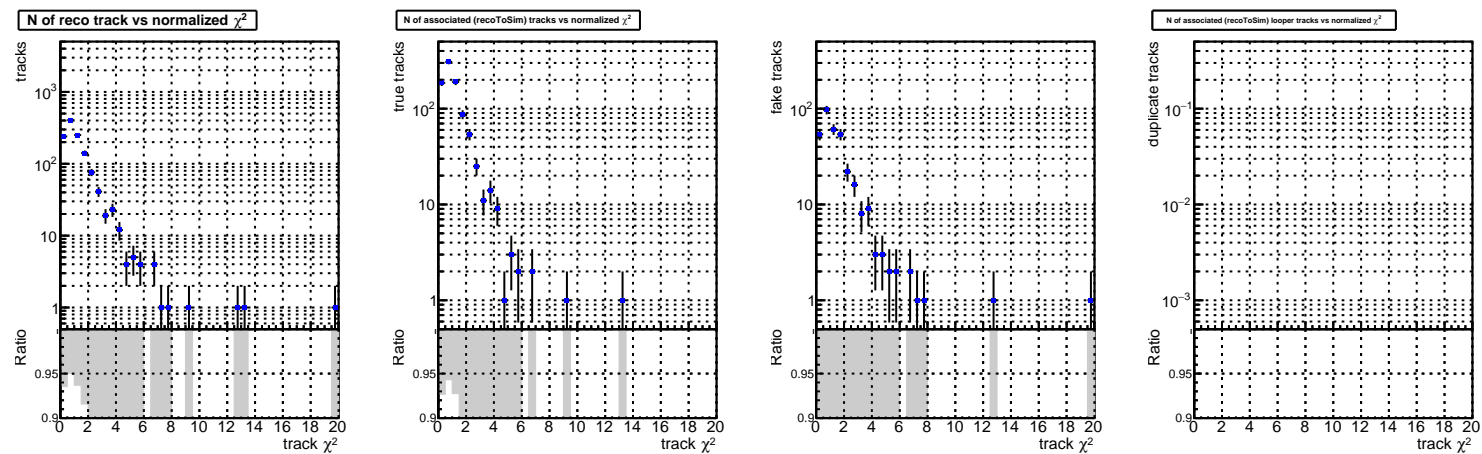 N of reco track vs normalized χ²
tracks
10³
10²
10
1
Ratio
0.95
0.9
0 2 4 6 8 10 12 14 16 18 20
track χ²
N of associated (recoToSim) tracks vs normalized χ²
true tracks
10²
10
1
Ratio
0.95
0.9
0 2 4 6 8 10 12 14 16 18 20
track χ²
fake tracks
10²
10
1
Ratio
0.95
0.9
0 2 4 6 8 10 12 14 16 18 20
track χ²
N of associated (recoToSim) looper tracks vs normalized χ²
duplicate tracks
10⁻¹
10⁻²
10⁻³
Ratio
0.95
0.9
0 2 4 6 8 10 12 14 16 18 20
track χ²